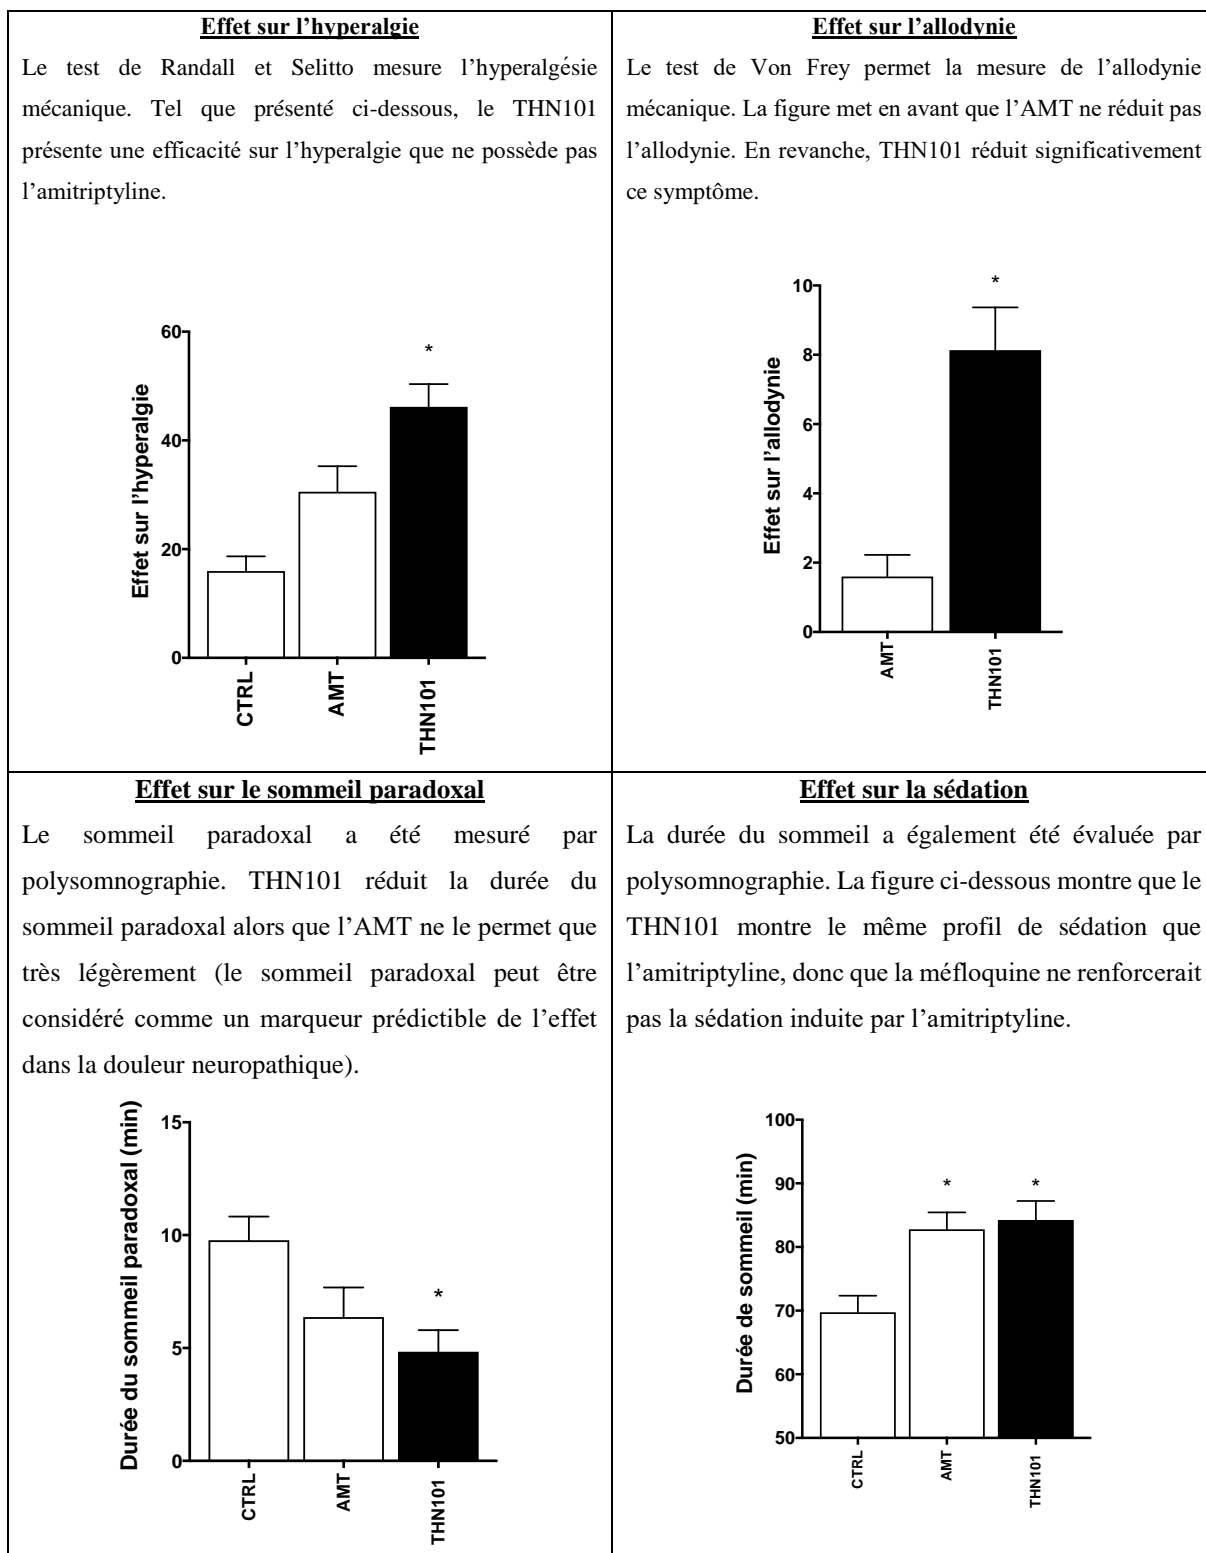 Effet sur l’hyperalgie
Le test de Randall et Selitto mesure l’hyperalgésie
mécanique. Tel que présenté ci-dessous, le THN101
présente une efficacité sur l’hyperalgie que ne possède pas
l’amitriptyline.
60
40
20
0
Effet sur l’hyperalgie
*
CTRL
AMT
THN101
Effet sur l’allodynie
Le test de Von Frey permet la mesure de l’allodynie
mécanique. La figure met en avant que l’AMT ne réduit pas
l’allodynie. En revanche, THN101 réduit significativement
ce symptôme.
10
8
6
4
2
0
Effet sur l’allodynie
*
AMT
THN101
Effet sur le sommeil paradoxal
Le sommeil paradoxal a été mesuré par
polysomnographie. THN101 réduit la durée du
sommeil paradoxal alors que l’AMT ne le permet que
très légèrement (le sommeil paradoxal peut être
considéré comme un marqueur prédictible de l’effet
dans la douleur neuropathique).
15
10
5
0
Durée du sommeil paradoxal (min)
*
CTRL
AMT
THN101
Effet sur la sédation
La durée du sommeil a également été évaluée par
polysomnographie. La figure ci-dessous montre que le
THN101 montre le même profil de sédation que
l’amitriptyline, donc que la méfloquine ne renforcerait
pas la sédation induite par l’amitriptyline.
100
90
80
70
60
50
Durée de sommeil (min)
*
*
CTRL
AMT
THN101